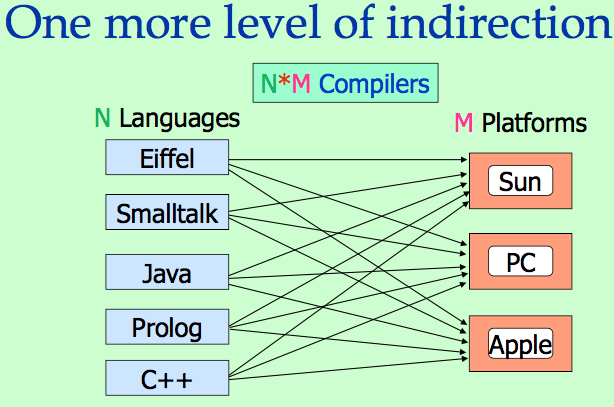 One more level of indirection
N*M Compilers
N Languages
M Platforms
Eiffel
Smalltalk
Java
Prolog
C++
Sun
PC
Apple